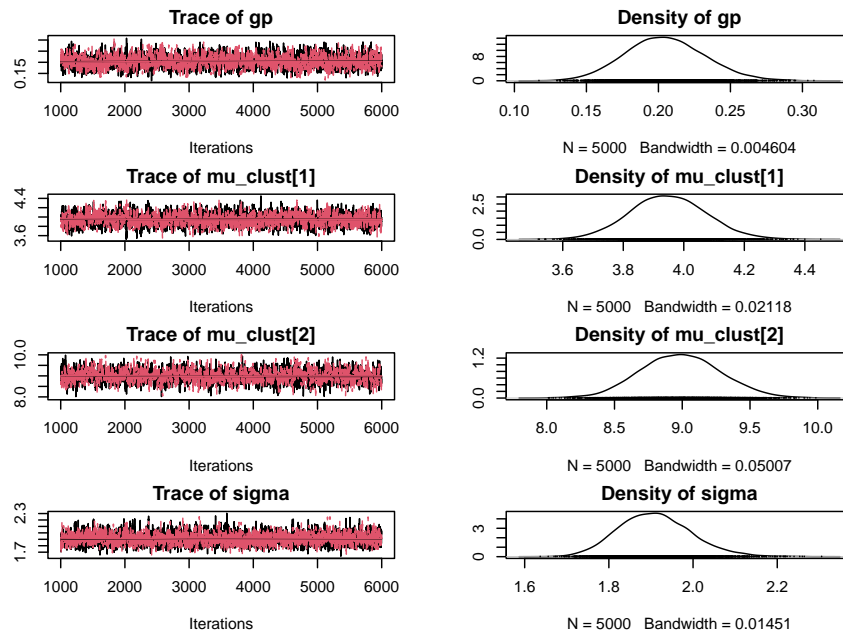 Trace of gp
0.15
1000 2000 3000 4000 5000 6000
Iterations
Density of gp
0 8
0.10 0.15 0.20 0.25 0.30
N = 5000 Bandwidth = 0.004604
Trace of mu_clust[1]
3.6 4.4
1000 2000 3000 4000 5000 6000
Iterations
Density of mu_clust[1]
0.0 2.5
3.6 3.8 4.0 4.2 4.4
N = 5000 Bandwidth = 0.02118
Trace of mu_clust[2]
8.0 10.0
1000 2000 3000 4000 5000 6000
Iterations
Density of mu_clust[2]
0.0 1.2
8.0 8.5 9.0 9.5 10.0
N = 5000 Bandwidth = 0.05007
Trace of sigma
1.7 2.3
1000 2000 3000 4000 5000 6000
Iterations
Density of sigma
0 3
1.6 1.8 2.0 2.2
N = 5000 Bandwidth = 0.01451